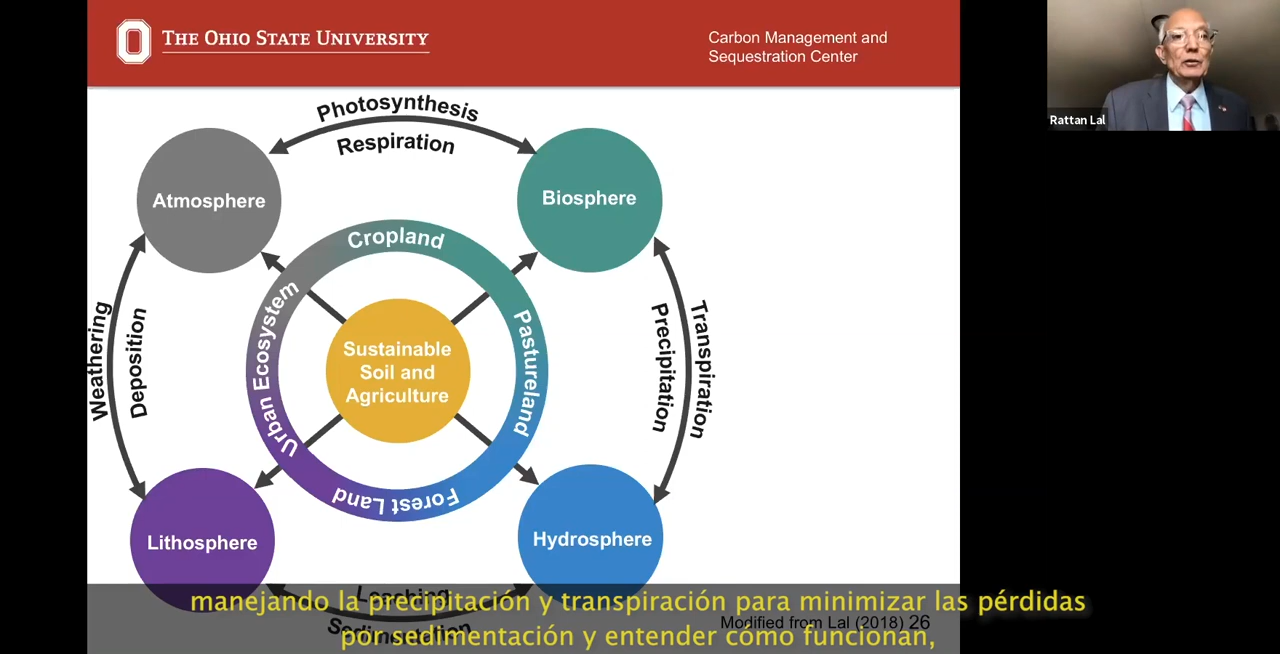 THE OHIO STATE UNIVERSITY
Carbon Management and
Sequestration Center
Rattan Lal
Photosynthesis
Respiration
Atmosphere
Biosphere
Cropland
Urban Ecosystem
Pastureland
Forest Land
Sustainable
Soil and
Agriculture
Weathering
Deposition
Precipitation
Transpiration
Lithosphere
Hydrosphere
Leaching
Sedimentation
Modified from Lal (2018) 26
manejando la precipitación y transpiración para minimizar las pérdidas
por sedimentación y entender cómo funcionan,